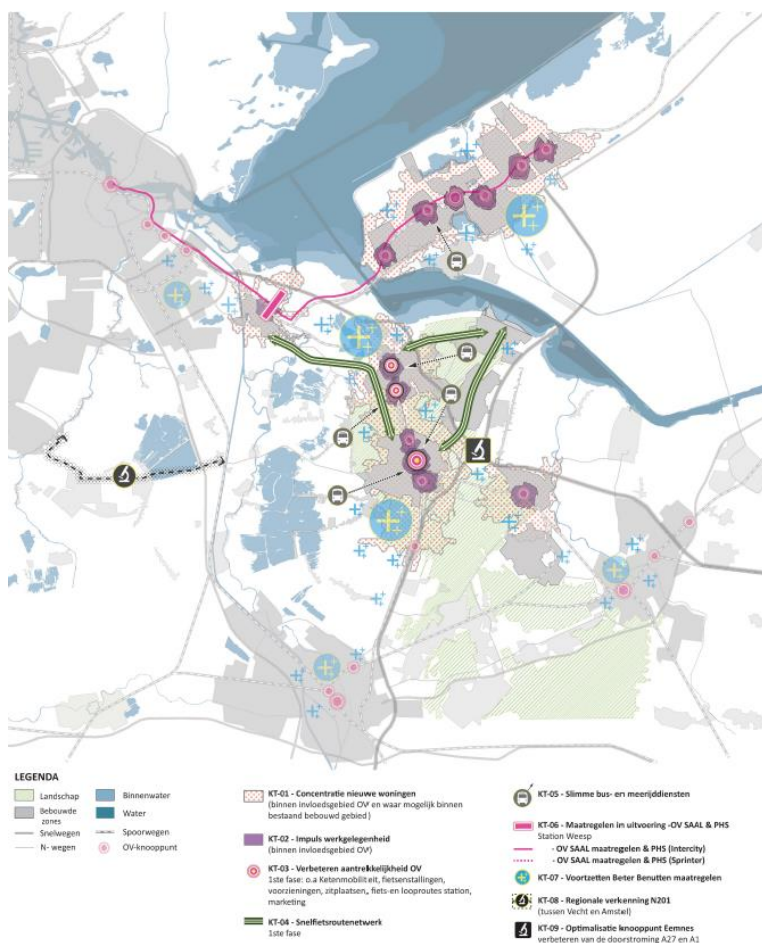 LEGENDA
Landschap
Bebouwde
zones
Snelwegen
N- wegen
Binnenwater
Water
Spoorwegen
OV-knooppunt
KT-01 - Concentratie nieuwe woningen
(binnen invloedsgebied OV en waar mogelijk binnen
bestaand bebouwd gebied)
KT-02 - Impuls werkgelegenheid
(binnen invloedsgebied OV)
KT-03 - Verbeteren aantrekkelijkheid OV
1ste fase: o.a Ketenmobiliteit, fietsenstallingen,
voorzieningen, zitplaatsen, fiets-en looproutes station,
marketing
KT-04 - Snelfietsroutenetwerk
1ste fase
KT-05 - Slimme bus- en meerijddiensten
KT-06 - Maatregelen in uitvoering -OV SAAL & PHS
Station Weesp
- OV SAAL maatregelen & PHS (Intercity)
- OV SAAL maatregelen & PHS (Sprinter)
KT-07 - Voortzetten Beter Benutten maatregelen
KT-08 - Regionale verkenning N201
(tussen Vecht en Amstel)
KT-09 - Optimalisatie knooppunt Eemnes
verbeteren van de doorstroming A27 en A1